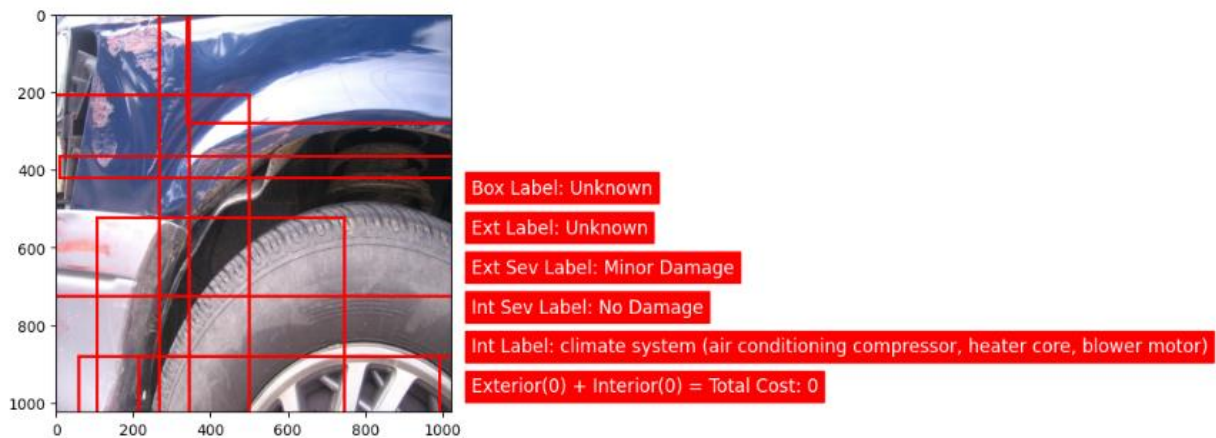 0
200
400
600
800
1000
0 200 400 600 800 1000
Box Label: Unknown
Ext Label: Unknown
Ext Sev Label: Minor Damage
Int Sev Label: No Damage
Int Label: climate system (air conditioning compressor, heater core, blower motor)
Exterior(0) + Interior(0) = Total Cost: 0